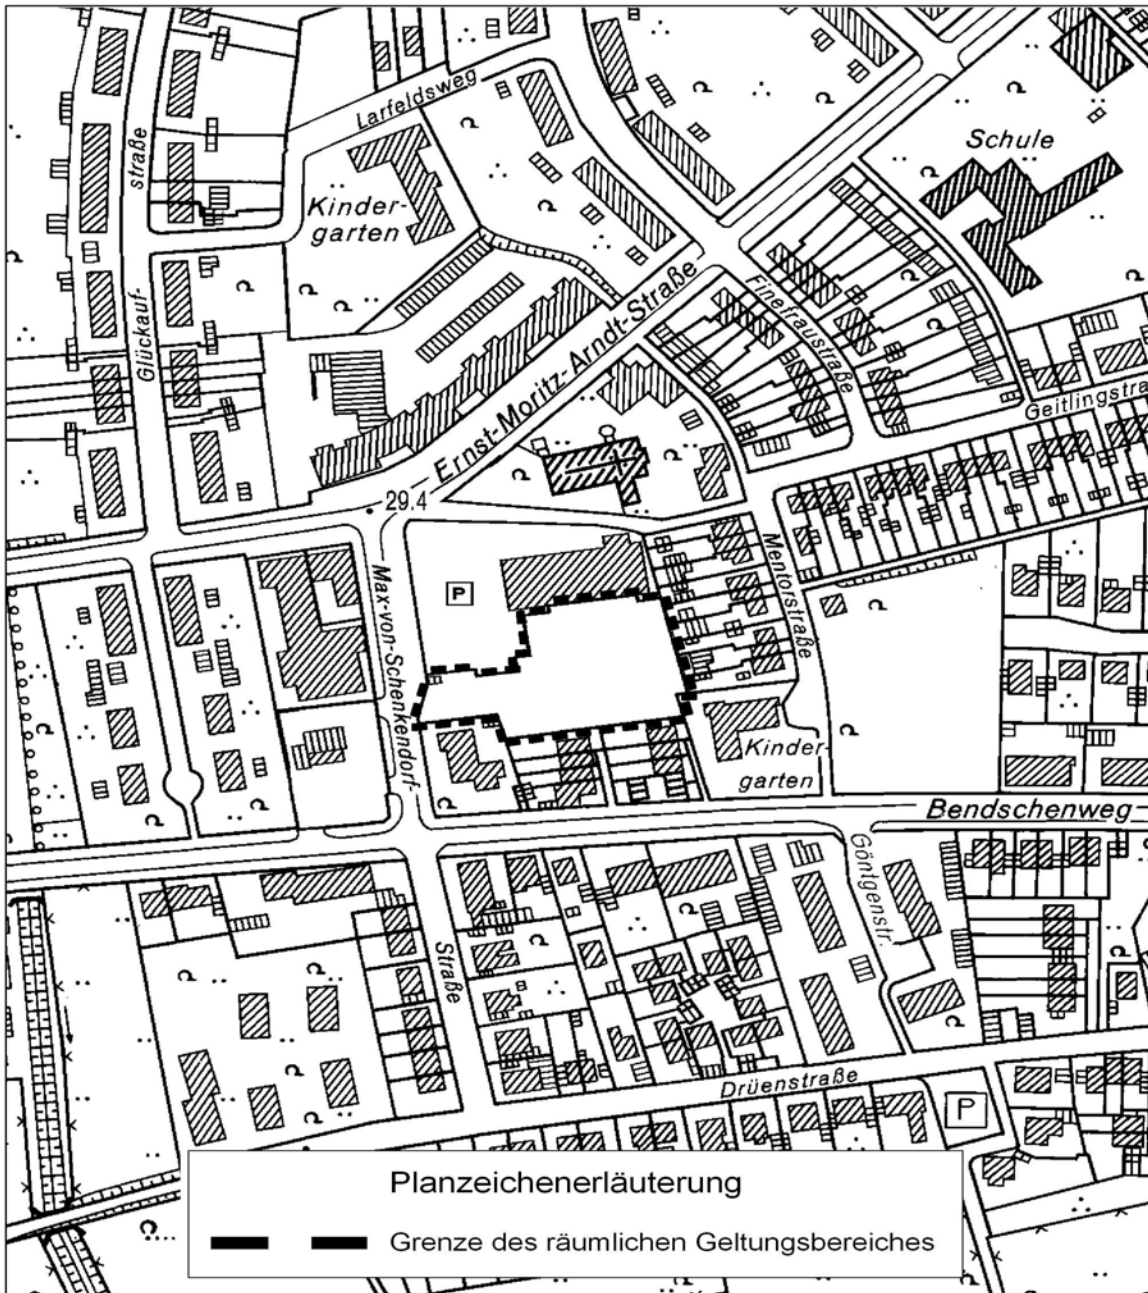 Larfeldsweg
straße
Schule
Kinder-
garten
Glückauf-
Finefraustraße
Ernst-Moritz-Arndt-Straße
Geitlingstra
29.4
P
Max-von-Schenkendorf-
Mentorstraße
Kinder-
garten
Bendschenweg
Göntgenstr.
Straße
Drüenstraße
P
Planzeichenerläuterung
Grenze des räumlichen Geltungsbereiches